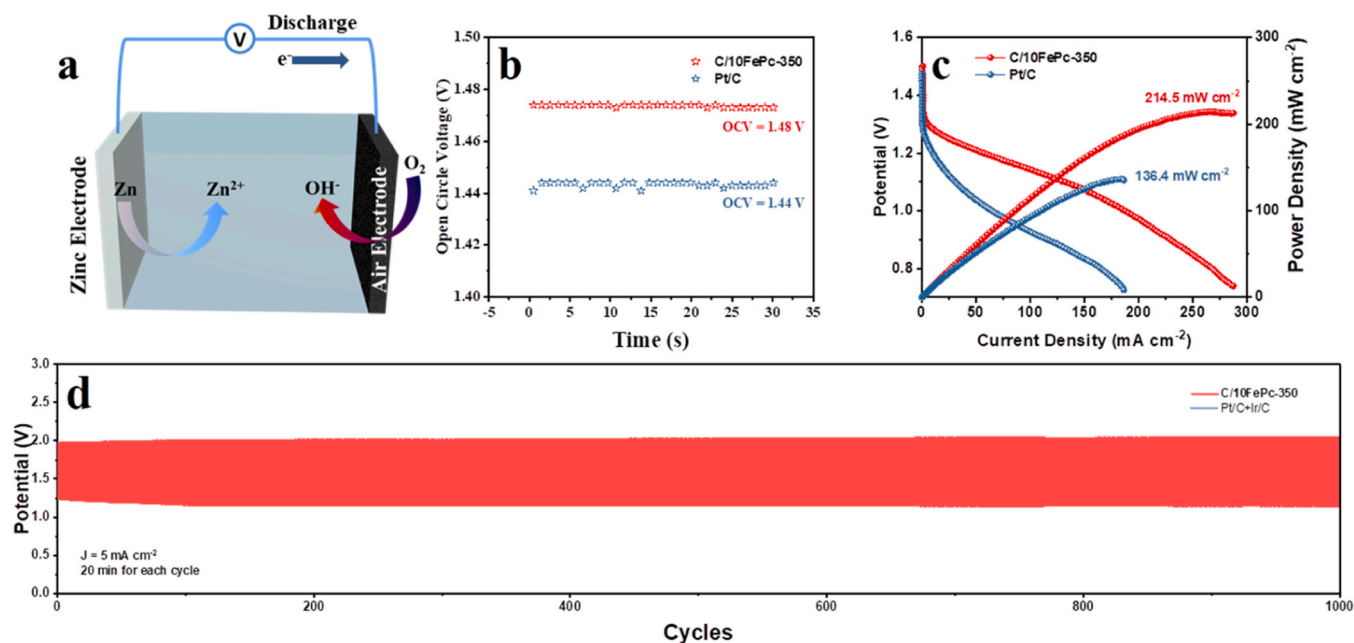 a
Discharge
V
e⁻
Zinc Electrode
Zn
Zn²⁺
OH⁻
O₂
Air Electrode
b
Open Circle Voltage (V)
1.50
1.48
1.46
1.44
1.42
1.40
C/10FePc-350
Pt/C
OCV = 1.48 V
OCV = 1.44 V
-5 0 5 10 15 20 25 30 35
Time (s)
c
Potential (V)
1.6
1.4
1.2
1.0
0.8
C/10FePc-350
Pt/C
214.5 mW cm⁻²
136.4 mW cm⁻²
300
200
100
0
Power Density (mW cm⁻²)
0 50 100 150 200 250 300
Current Density (mA cm⁻²)
d
Potential (V)
3.0
2.5
2.0
1.5
1.0
0.5
0.0
C/10FePc-350
Pt/C+Ir/C
J = 5 mA cm⁻²
20 min for each cycle
0 200 400 600 800 1000
Cycles